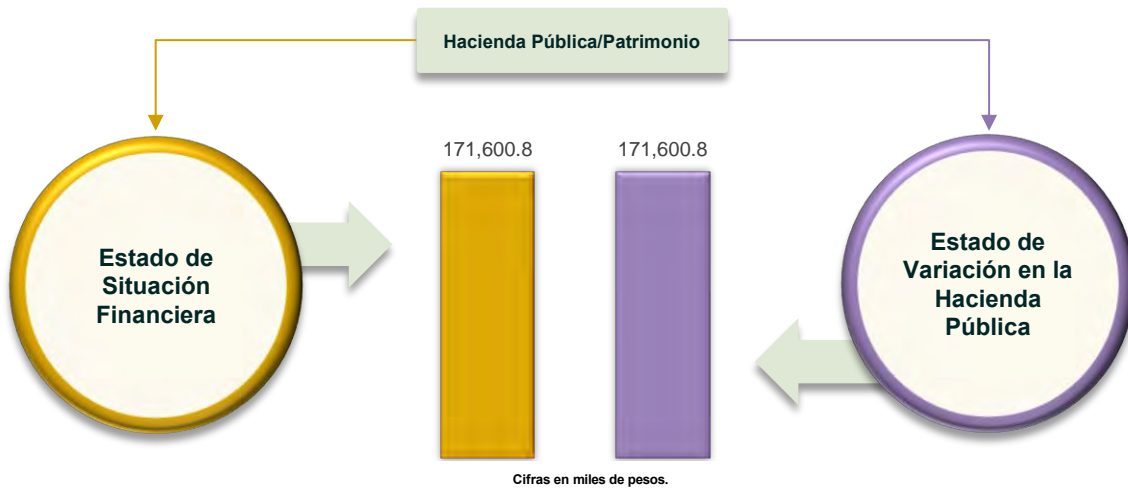 Hacienda Pública/Patrimonio
171,600.8
171,600.8
Estado de
Situación
Financiera
Estado de
Variación en la
Hacienda
Pública
Cifras en miles de pesos.